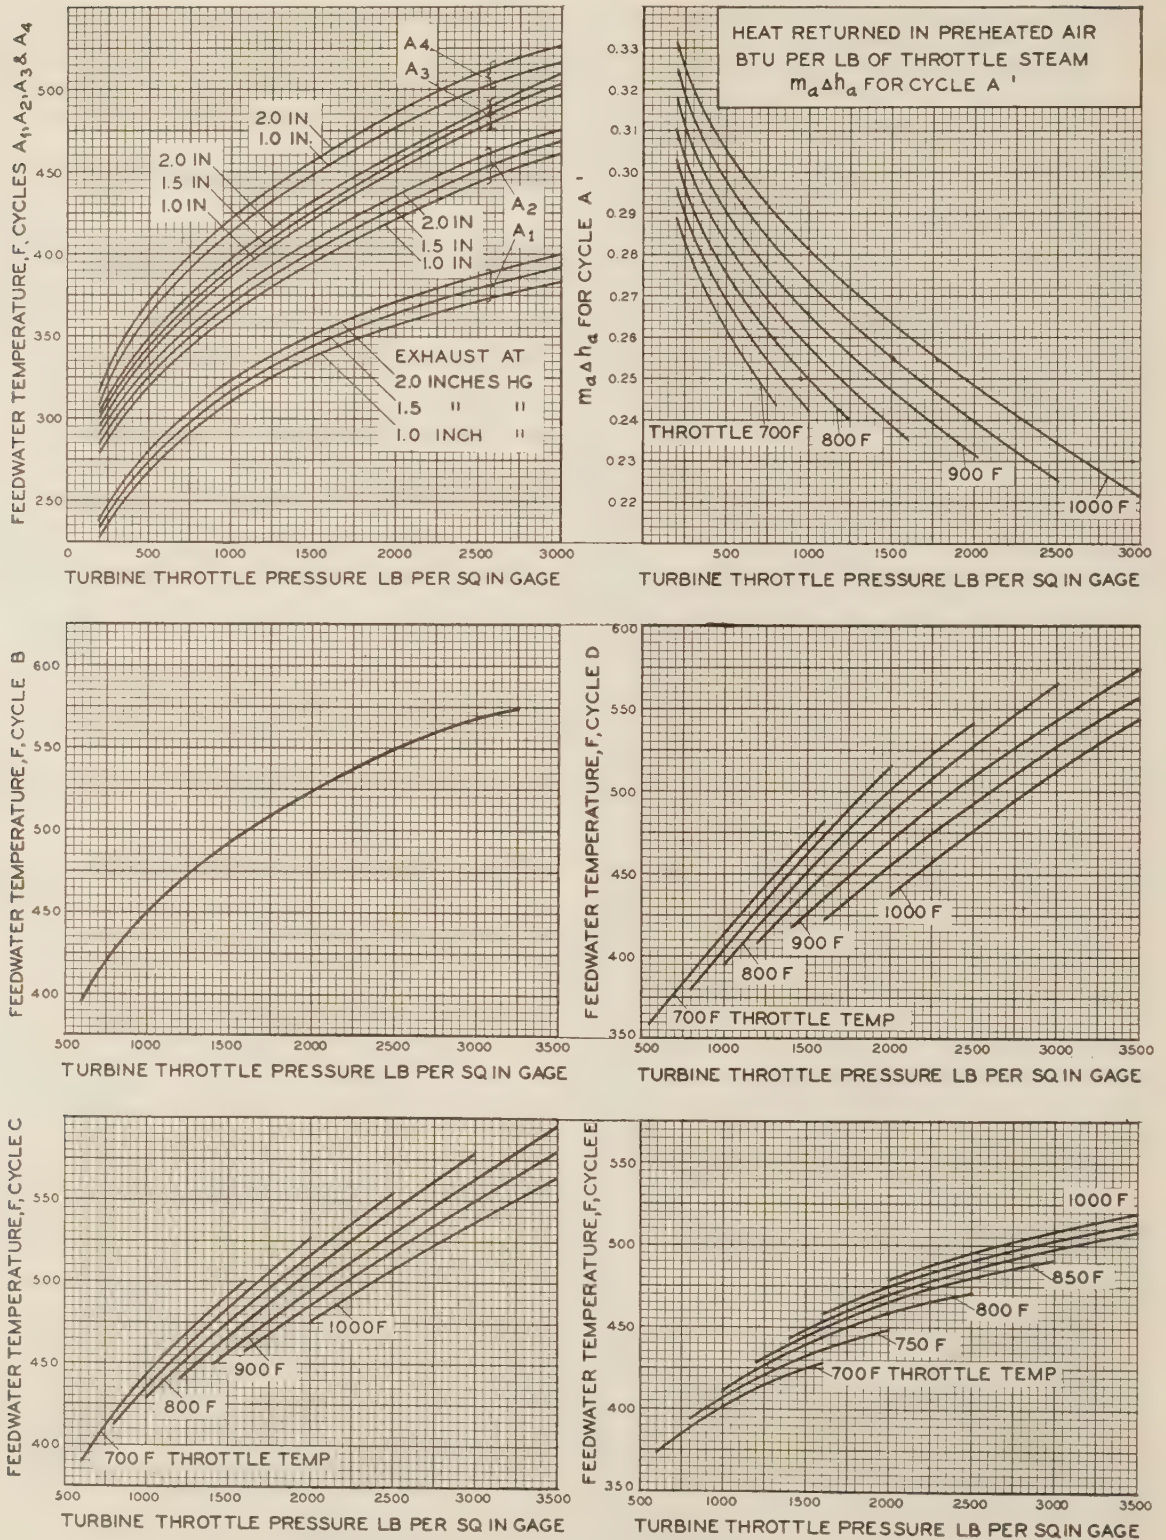 FEEDWATER TEMPERATURE, F, CYCLES A1, A2, A3 & A4
500
450
400
350
300
250
A4
A3
2.0 IN
1.0 IN
2.0 IN
1.5 IN
1.0 IN
A2
2.0 IN
A1
1.5 IN
1.0 IN
EXHAUST AT
2.0 INCHES HG
1.5 " "
1.0 INCH "
0 500 1000 1500 2000 2500 3000
TURBINE THROTTLE PRESSURE LB PER SQ IN GAGE
HEAT RETURNED IN PREHEATED AIR
BTU PER LB OF THROTTLE STEAM
maΔha FOR CYCLE A'
maΔha FOR CYCLE A'
0.33
0.32
0.31
0.30
0.29
0.28
0.27
0.26
0.25
0.24
0.23
0.22
THROTTLE 700F
800F
900 F
1000 F
500 1000 1500 2000 2500 3000
TURBINE THROTTLE PRESSURE LB PER SQ IN GAGE
FEEDWATER TEMPERATURE, F, CYCLE B
600
550
500
450
400
500 1000 1500 2000 2500 3000 3500
TURBINE THROTTLE PRESSURE LB PER SQ IN GAGE
FEEDWATER TEMPERATURE, F, CYCLE D
600
550
500
450
400
350
1000 F
900 F
800 F
700 F THROTTLE TEMP
500 1000 1500 2000 2500 3000 3500
TURBINE THROTTLE PRESSURE LB PER SQ IN GAGE
FEEDWATER TEMPERATURE, F, CYCLE C
550
500
450
400
1000F
900F
800 F
700 F THROTTLE TEMP
500 1000 1500 2000 2500 3000 3500
TURBINE THROTTLE PRESSURE LB PER SQ IN GAGE
FEEDWATER TEMPERATURE, F, CYCLE E
550
500
450
400
350
1000 F
850 F
800 F
750 F
700 F THROTTLE TEMP
500 1000 1500 2000 2500 3000 3500
TURBINE THROTTLE PRESSURE LB PER SQ IN GAGE